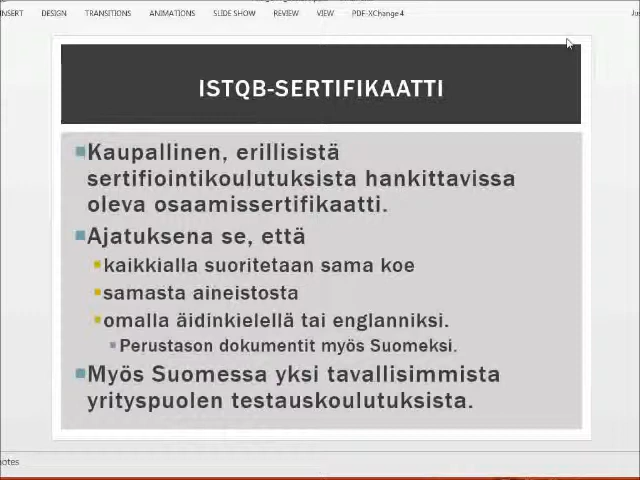 INSERT DESIGN TRANSITIONS ANIMATIONS SLIDE SHOW REVIEW VIEW PDF-XChange 4
ISTQB-SERTIFIKAATTI
Kaupallinen, erillisistä
sertifiointikoulutuksista hankittavissa
oleva osaamissertifikaatti.
Ajatuksena se, että
kaikkialla suoritetaan sama koe
samasta aineistosta
omalla äidinkielellä tai englanniksi.
Perustason dokumentit myös Suomeksi.
Myös Suomessa yksi tavallisimmista
yrityspuolen testauskoulutuksista.